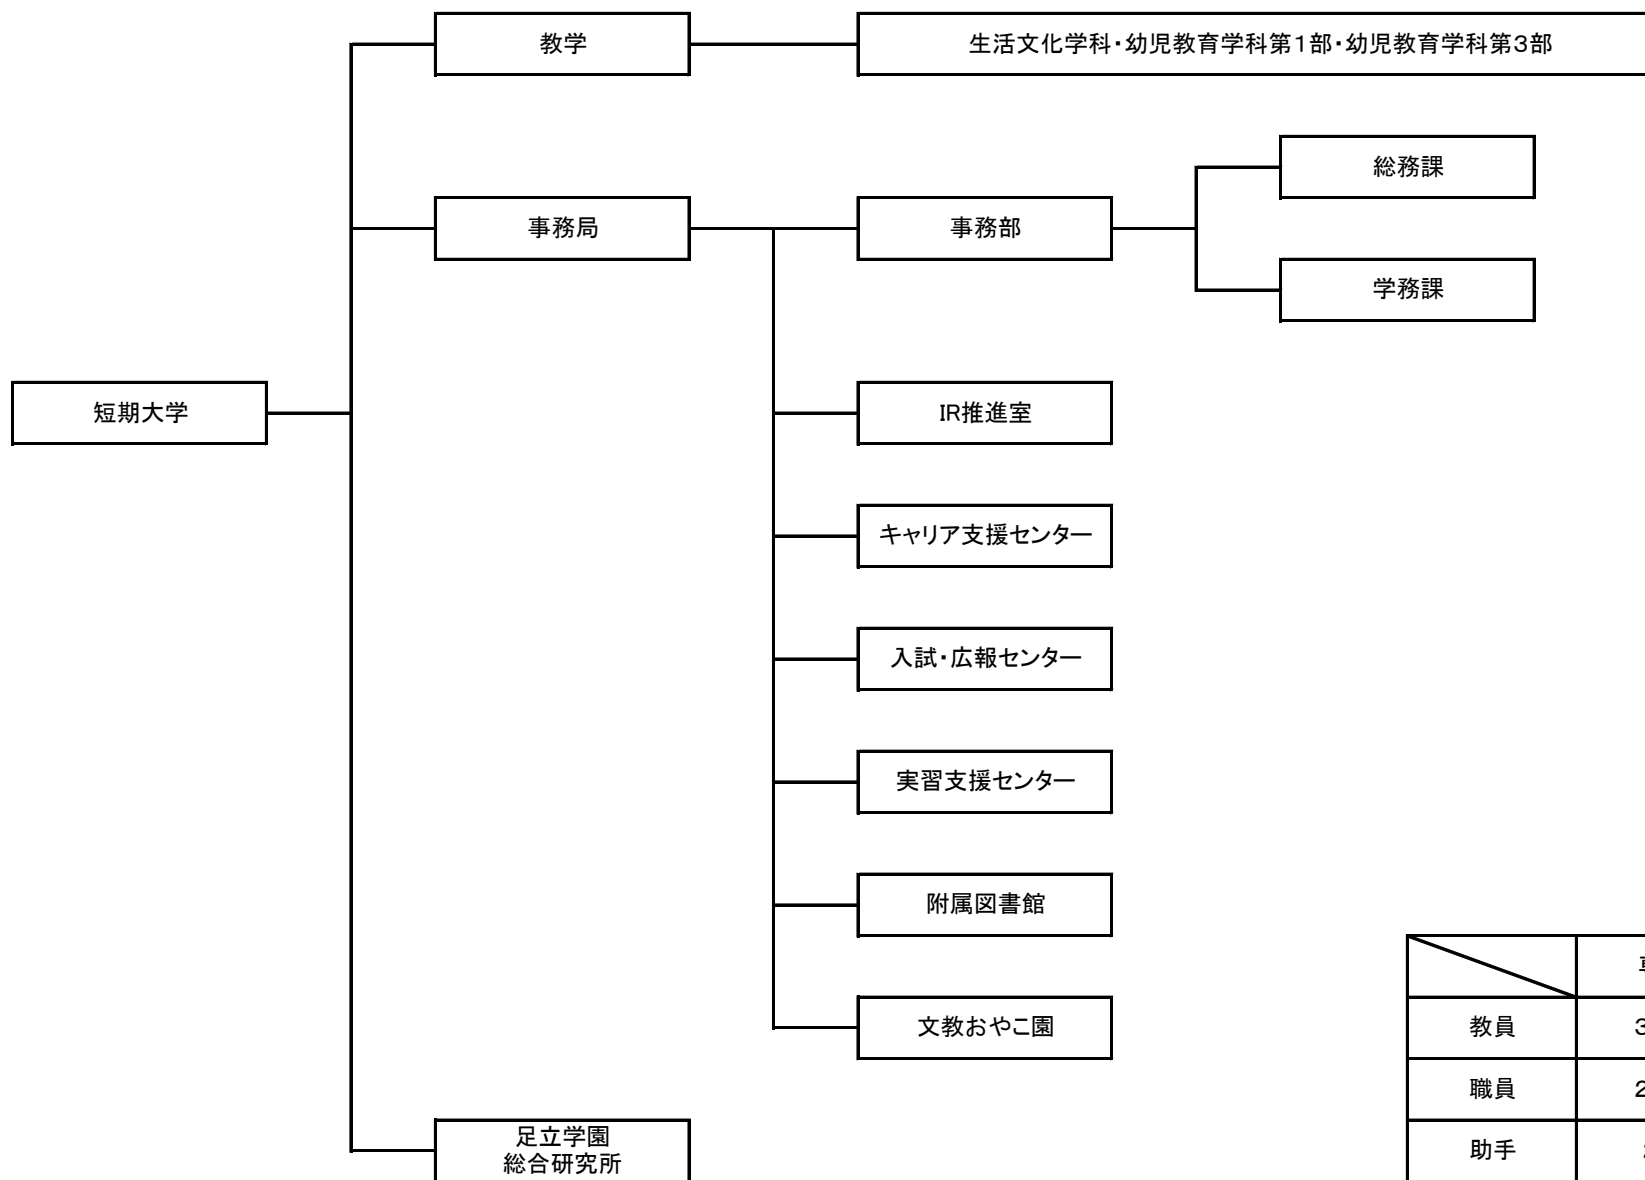 教学
生活文化学科・幼児教育学科第1部・幼児教育学科第3部
総務課
事務局
事務部
学務課
短期大学
IR推進室
キャリア支援センター
入試・広報センター
実習支援センター
附属図書館
文教おやこ園
教員
職員
足立学園
総合研究所
助手